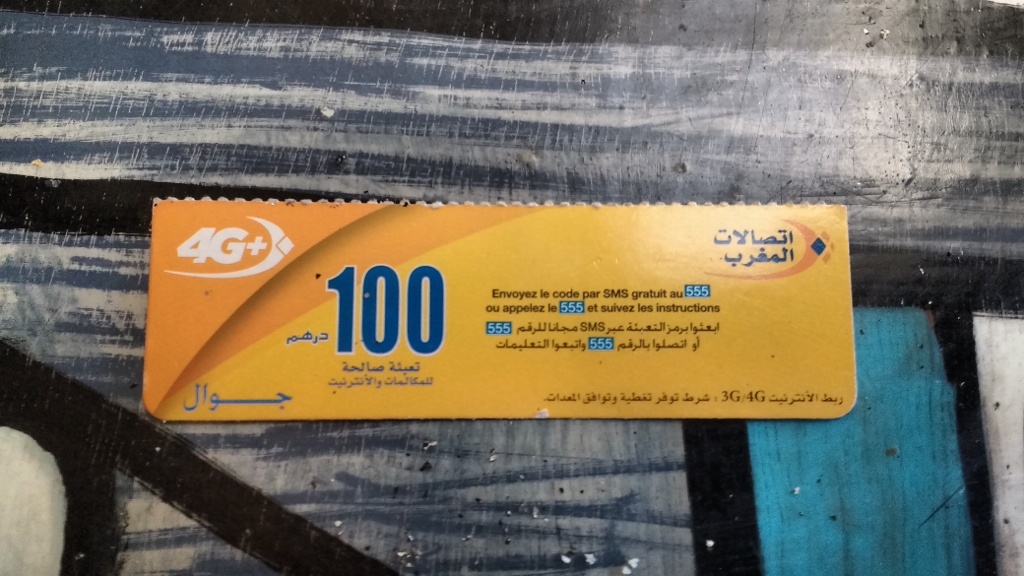 4G+
اتصالات
المغرب
100
درهم
تعبئة صالحة
للمكالمات والأنترنيت
جــوال
Envoyez le code par SMS gratuit au 555
ou appelez le 555 et suivez les instructions
ابعثوا برمز التعبئة عبر SMS مجانا للرقم 555
أو اتصلوا بالرقم 555 واتبعوا التعليمات
ربط الأنترنيت 3G/4G : شرط توفر تغطية وتوافق المعدات.